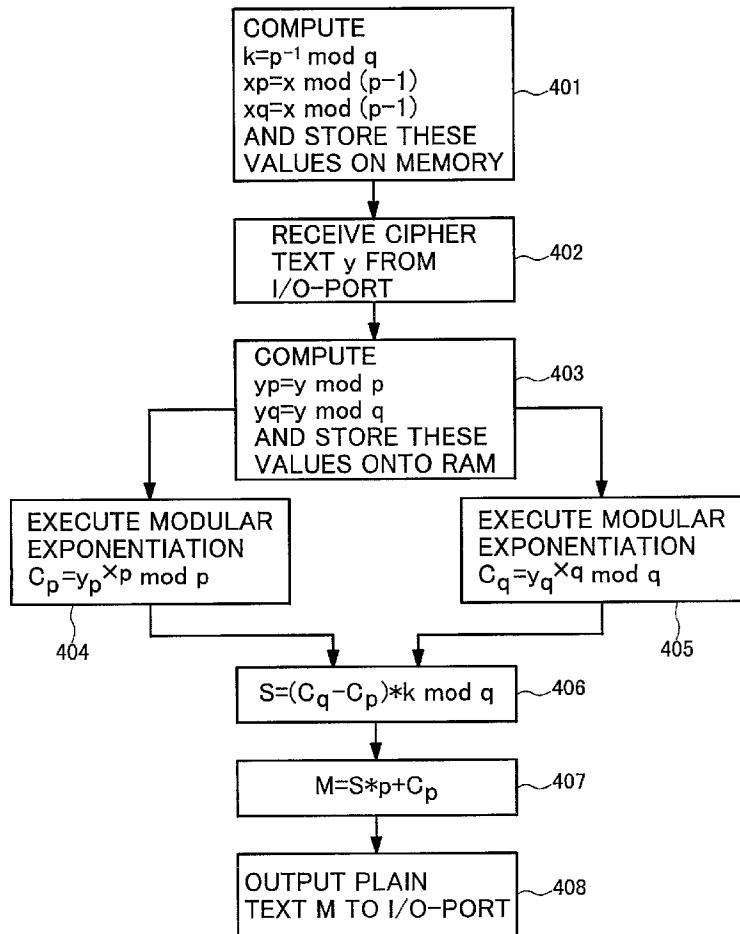 COMPUTE
k=p⁻¹ mod q
xp=x mod (p-1)
xq=x mod (p-1)
AND STORE THESE
VALUES ON MEMORY
401
RECEIVE CIPHER
TEXT y FROM
I/O-PORT
402
COMPUTE
yp=y mod p
yq=y mod q
AND STORE THESE
VALUES ONTO RAM
403
EXECUTE MODULAR
EXPONENTIATION
Cₚ=yₚ×p mod p
404
EXECUTE MODULAR
EXPONENTIATION
C_q=y_q×q mod q
405
S=(C_q-Cₚ)*k mod q
406
M=S*p+Cₚ
407
OUTPUT PLAIN
TEXT M TO I/O-PORT
408